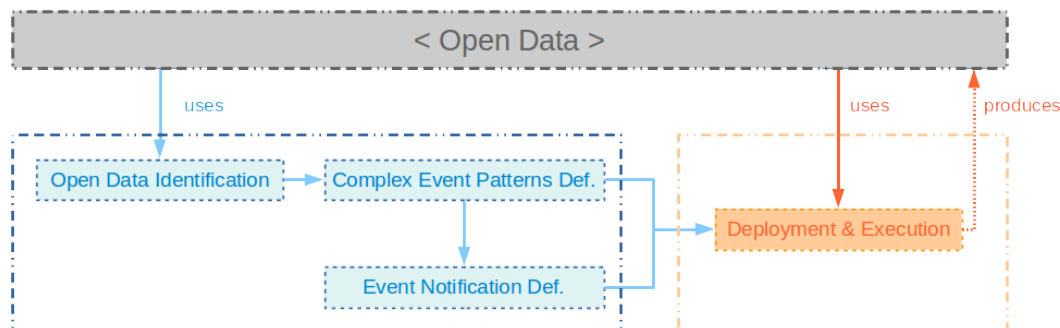 < Open Data >
uses
uses
produces
Open Data Identification
Complex Event Patterns Def.
Deployment & Execution
Event Notification Def.